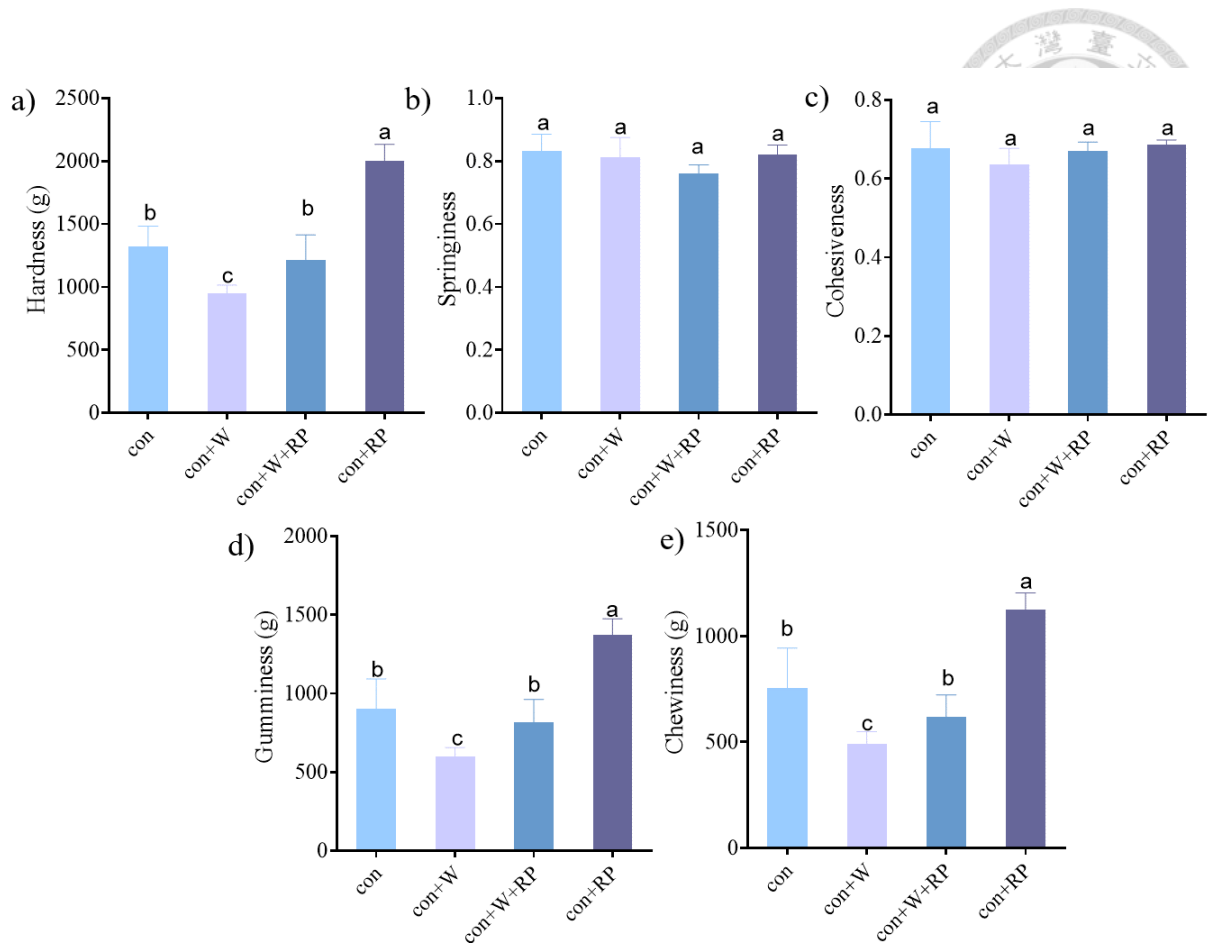 大 灣 臺
a)
Hardness (g)
2500
2000
1500
1000
500
0
b
c
b
a
con
con+W
con+W+RP
con+RP
b)
Springiness
1.0
0.8
0.6
0.4
0.2
0.0
a
a
a
a
con
con+W
con+W+RP
con+RP
c)
Cohesiveness
0.8
0.6
0.4
0.2
0.0
a
a
a
a
con
con+W
con+W+RP
con+RP
d)
Gumminess (g)
2000
1500
1000
500
0
b
c
b
a
con
con+W
con+W+RP
con+RP
e)
Chewiness (g)
1500
1000
500
0
b
c
b
a
con
con+W
con+W+RP
con+RP